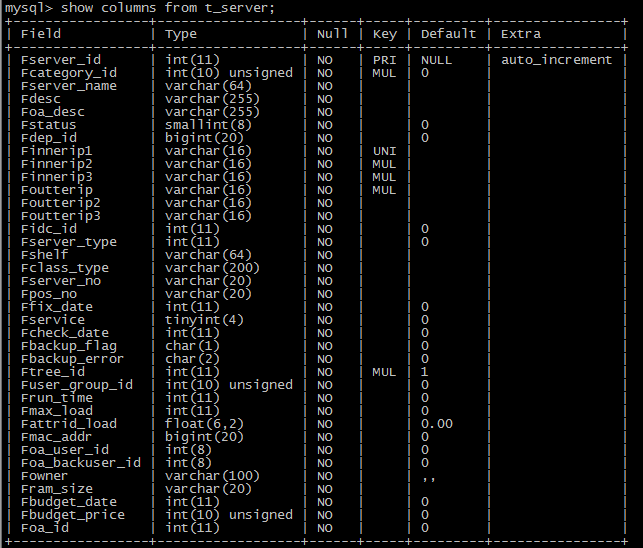 mysql> show columns from t_server;
+------------------+------------------+------+-----+---------+----------------+
| Field            | Type             | Null | Key | Default | Extra          |
+------------------+------------------+------+-----+---------+----------------+
| Fserver_id       | int(11)          | NO   | PRI | NULL    | auto_increment |
| Fcategory_id     | int(10) unsigned | NO   | MUL | 0       |                |
| Fserver_name     | varchar(64)      | NO   |     |         |                |
| Fdesc            | varchar(255)     | NO   |     |         |                |
| Foa_desc         | varchar(255)     | NO   |     |         |                |
| Fstatus          | smallint(8)      | NO   |     | 0       |                |
| Fdep_id          | bigint(20)       | NO   |     | 0       |                |
| Finnerip1        | varchar(16)      | NO   | UNI |         |                |
| Finnerip2        | varchar(16)      | NO   | MUL |         |                |
| Finnerip3        | varchar(16)      | NO   | MUL |         |                |
| Foutterip        | varchar(16)      | NO   | MUL |         |                |
| Foutterip2       | varchar(16)      | NO   |     |         |                |
| Foutterip3       | varchar(16)      | NO   |     |         |                |
| Fidc_id          | int(11)          | NO   |     | 0       |                |
| Fserver_type     | int(11)          | NO   |     | 0       |                |
| Fshelf           | varchar(64)      | NO   |     |         |                |
| Fclass_type      | varchar(200)     | NO   |     |         |                |
| Fserver_no       | varchar(20)      | NO   |     |         |                |
| Fpos_no          | varchar(20)      | NO   |     |         |                |
| Ffix_date        | int(11)          | NO   |     | 0       |                |
| Fservice         | tinyint(4)       | NO   |     | 0       |                |
| Fcheck_date      | int(11)          | NO   |     | 0       |                |
| Fbackup_flag     | char(1)          | NO   |     | 0       |                |
| Fbackup_error    | char(2)          | NO   |     | 0       |                |
| Ftree_id         | int(11)          | NO   | MUL | 1       |                |
| Fuser_group_id   | int(10) unsigned | NO   |     | 0       |                |
| Frun_time        | int(11)          | NO   |     | 0       |                |
| Fmax_load        | int(11)          | NO   |     | 0       |                |
| Fattrid_load     | float(6,2)       | NO   |     | 0.00    |                |
| Fmac_addr        | bigint(20)       | NO   |     | 0       |                |
| Foa_user_id      | int(8)           | NO   |     | 0       |                |
| Foa_backuser_id  | int(8)           | NO   |     | 0       |                |
| Fowner           | varchar(100)     | NO   |     | ,,      |                |
| Fram_size        | varchar(20)      | NO   |     |         |                |
| Fbudget_date     | int(11)          | NO   |     | 0       |                |
| Fbudget_price    | int(10) unsigned | NO   |     | 0       |                |
| Foa_id           | int(11)          | NO   |     | 0       |                |
+------------------+------------------+------+-----+---------+----------------+